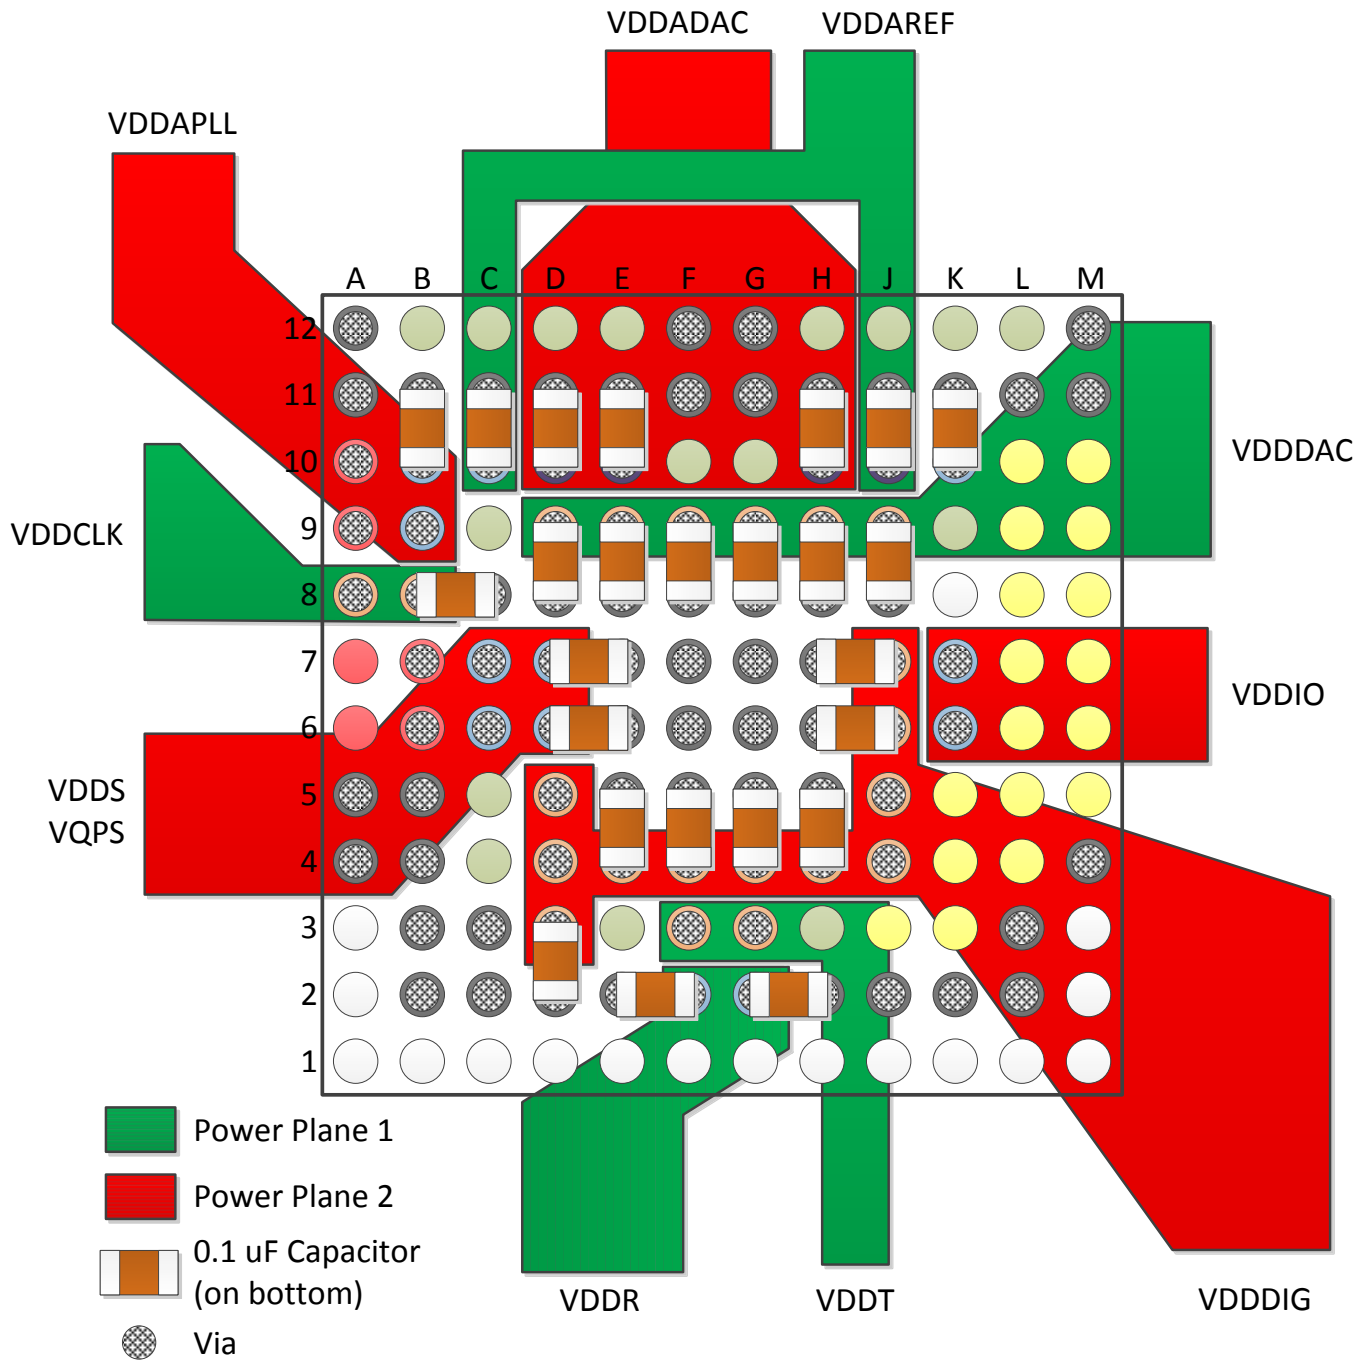 VDDADAC
VDDAREF
VDDAPLL
A B C D E F G H J K L M
12
11
VDDDAC
10
VDDCLK
9
8
7
VDDIO
6
VDDS
VQPS
5
4
3
2
1
Power Plane 1
Power Plane 2
0.1 uF Capacitor
(on bottom)
Via
VDDR
VDDT
VDDDIG